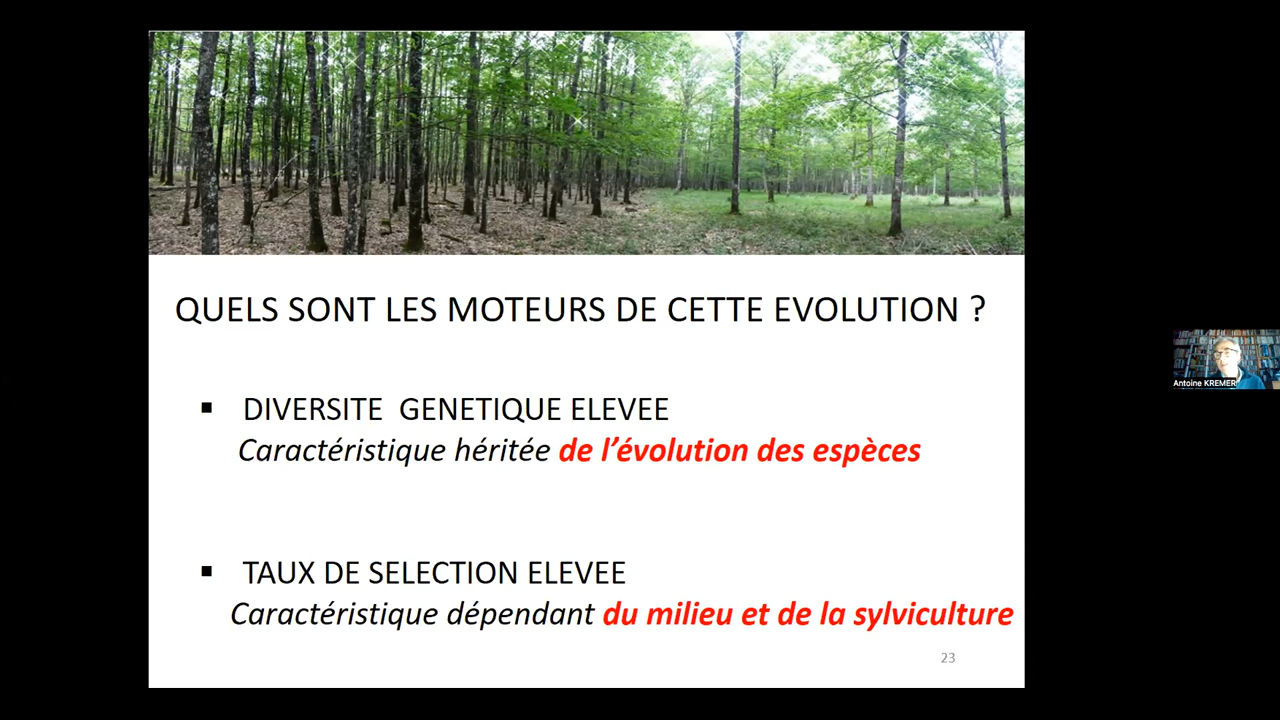 QUELS SONT LES MOTEURS DE CETTE EVOLUTION ?
▪ DIVERSITE GENETIQUE ELEVEE
Caractéristique héritée de l’évolution des espèces
▪ TAUX DE SELECTION ELEVEE
Caractéristique dépendant du milieu et de la sylviculture
23
Antoine KREMER